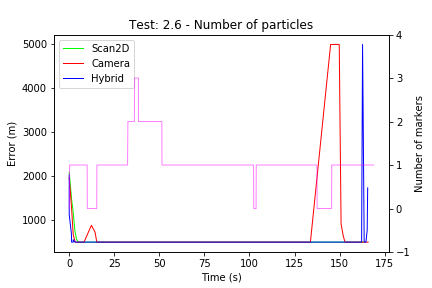 Test: 2.6 - Number of particles
Scan2D
Camera
Hybrid
Error (m)
5000
4000
3000
2000
1000
4
3
2
1
0
−1
Number of markers
0 25 50 75 100 125 150 175
Time (s)